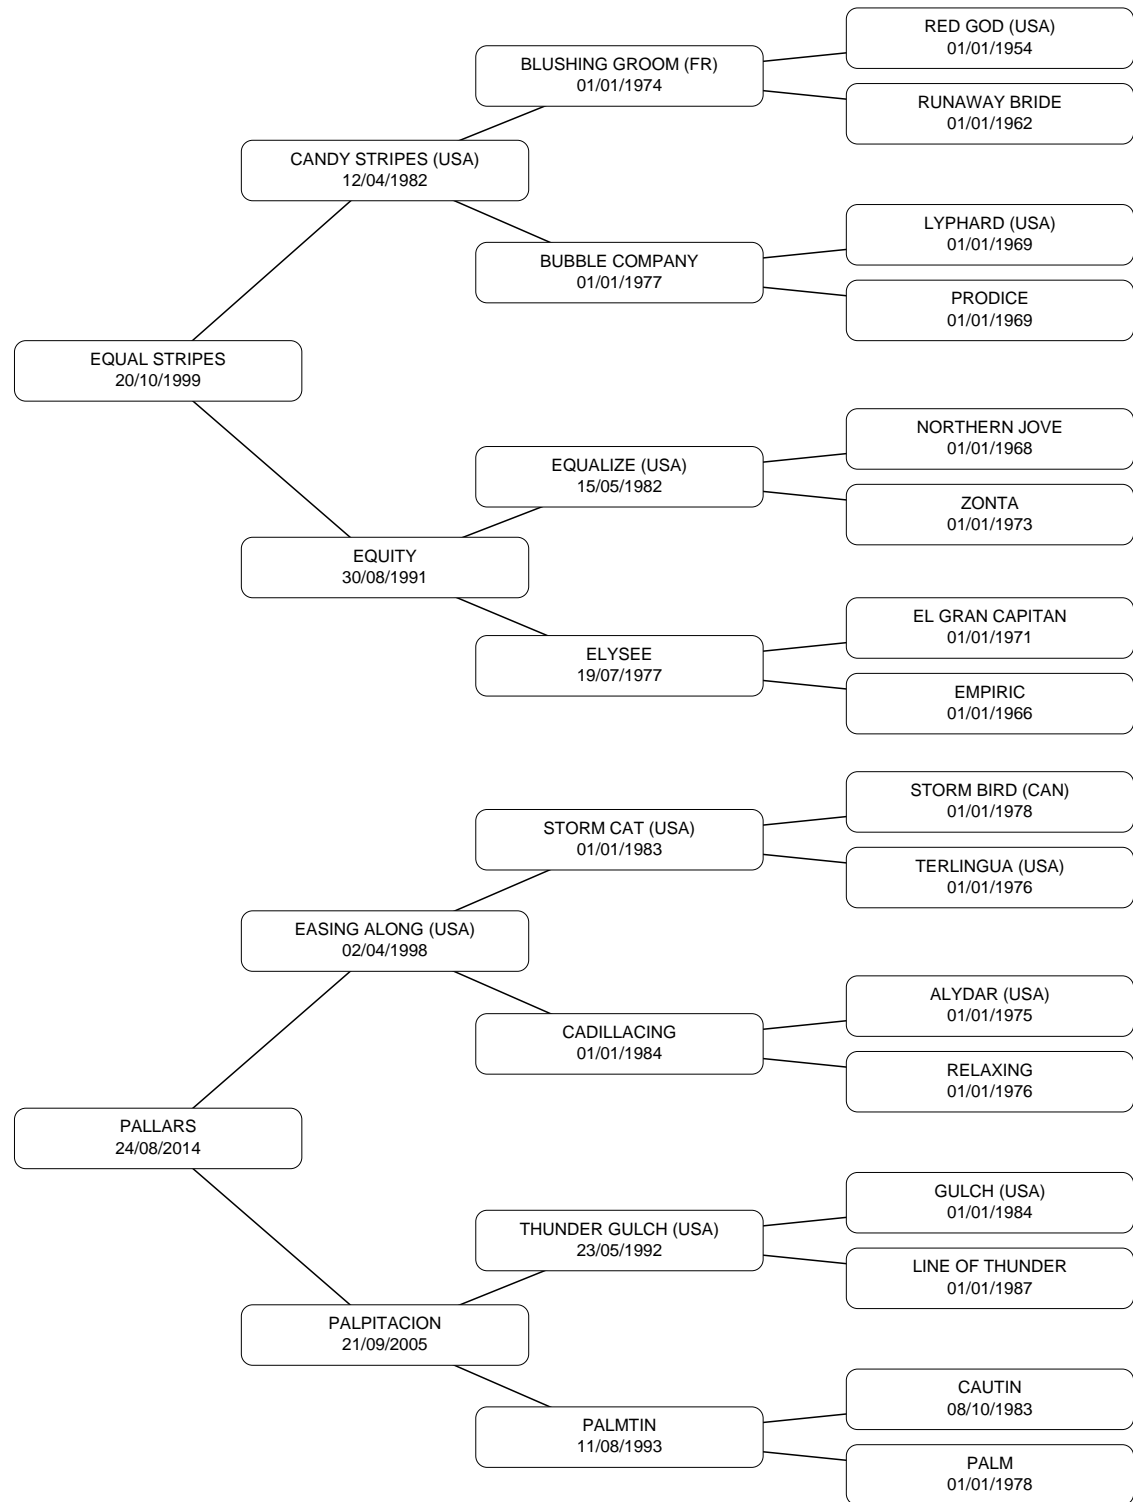 RED GOD (USA)
01/01/1954
BLUSHING GROOM (FR)
01/01/1974
RUNAWAY BRIDE
01/01/1962
CANDY STRIPES (USA)
12/04/1982
LYPHARD (USA)
01/01/1969
BUBBLE COMPANY
01/01/1977
PRODICE
01/01/1969
EQUAL STRIPES
20/10/1999
NORTHERN JOVE
01/01/1968
EQUALIZE (USA)
15/05/1982
ZONTA
01/01/1973
EQUITY
30/08/1991
EL GRAN CAPITAN
01/01/1971
ELYSEE
19/07/1977
EMPIRIC
01/01/1966
STORM BIRD (CAN)
01/01/1978
STORM CAT (USA)
01/01/1983
TERLINGUA (USA)
01/01/1976
EASING ALONG (USA)
02/04/1998
ALYDAR (USA)
01/01/1975
CADILLACING
01/01/1984
RELAXING
01/01/1976
PALLARS
24/08/2014
GULCH (USA)
01/01/1984
THUNDER GULCH (USA)
23/05/1992
LINE OF THUNDER
01/01/1987
PALPITACION
21/09/2005
CAUTIN
08/10/1983
PALMTIN
11/08/1993
PALM
01/01/1978